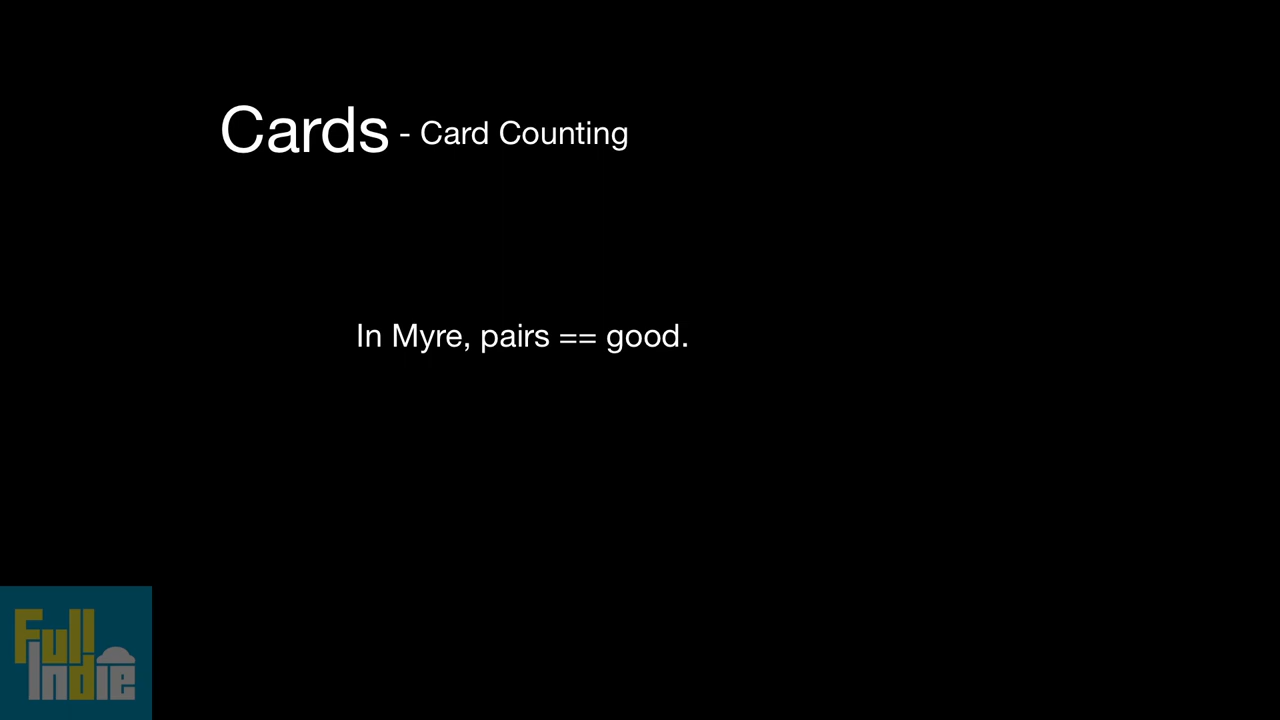 Cards - Card Counting
In Myre, pairs == good.
Full
Indie